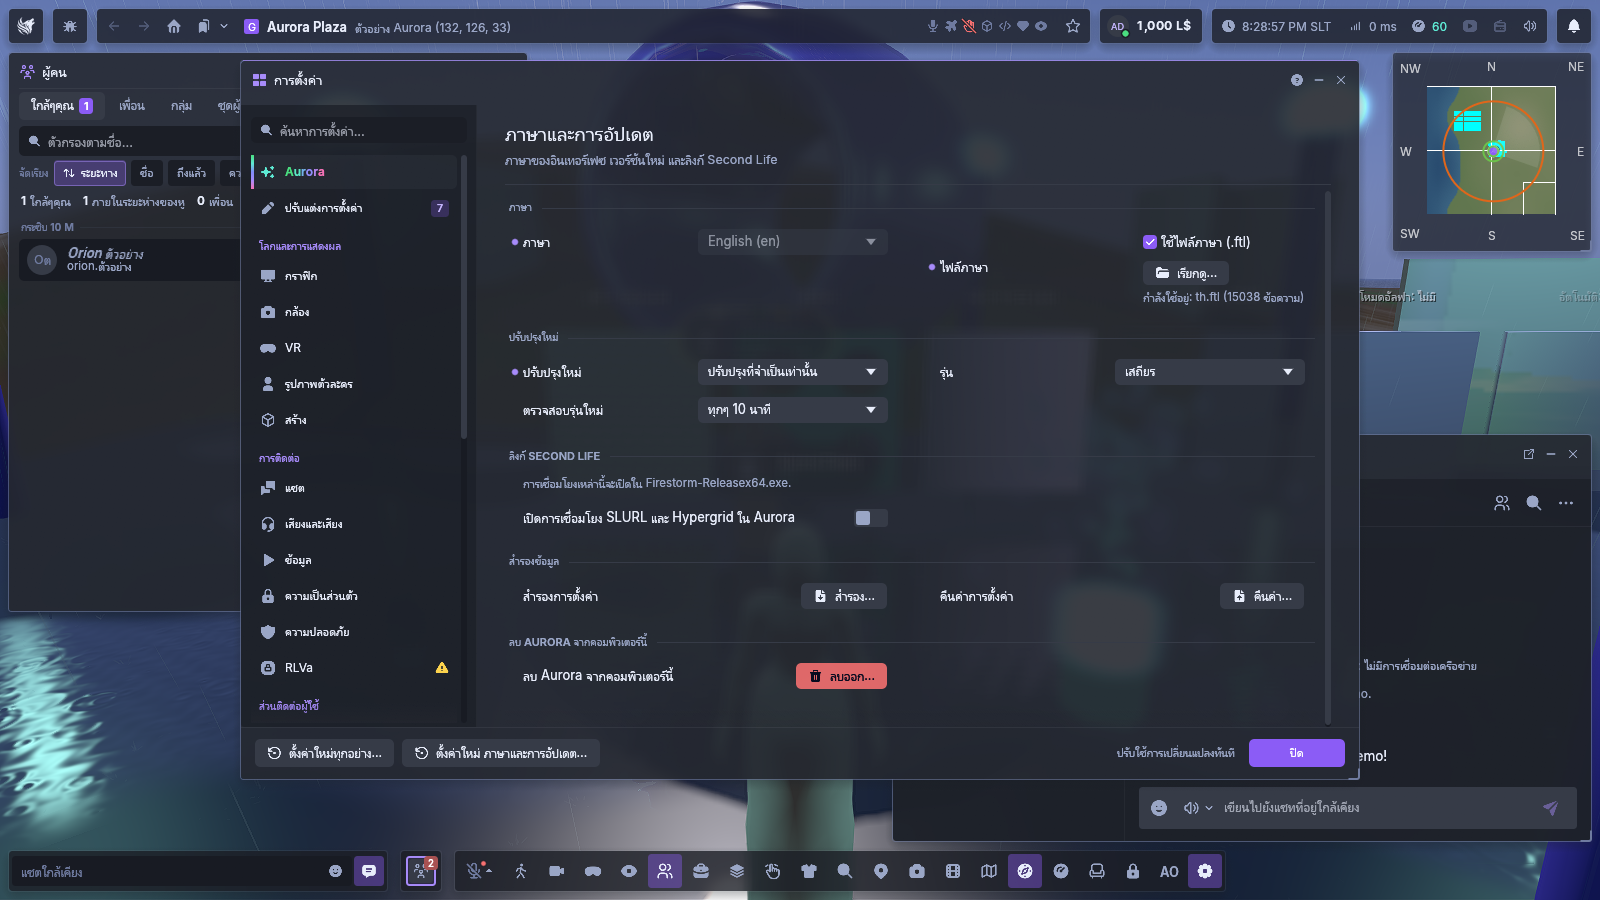 Aurora Plaza ตัวอย่าง Aurora (132, 126, 33)
AD 1,000 L$
8:28:57 PM SLT 0 ms 60
ผู้คน
ใกล้ๆคุณ 1 เพื่อน กลุ่ม
ตัวกรองตามชื่อ...
จัดเรียง ระยะทาง ชื่อ ถึงแล้ว
1 ใกล้ๆคุณ 1 ภายในระยะห่างของหู 0 เพื่อน
กระซิบ 10 M
Oต Orion ตัวอย่าง
orion.ตัวอย่าง
การตั้งค่า
ค้นหาการตั้งค่า...
Aurora
ปรับแต่งการตั้งค่า 7
โลกและการแสดงผล
กราฟิก
กล้อง
VR
รูปภาพตัวละคร
สร้าง
การติดต่อ
แชต
เสียงและเสียง
ข้อมูล
ความเป็นส่วนตัว
ความปลอดภัย
RLVa
ส่วนติดต่อผู้ใช้
ภาษาและการอัปเดต
ภาษาของอินเทอร์เฟซ เวอร์ชันใหม่ และลิงก์ Second Life
ภาษา
ภาษา English (en)
ไฟล์ภาษา
ใช้ไฟล์ภาษา (.ftl)
เรียกดู...
กำลังใช้อยู่: th.ftl (15038 ข้อความ)
ปรับปรุงใหม่
ปรับปรุงใหม่ ปรับปรุงที่จำเป็นเท่านั้น รุ่น เสถียร
ตรวจสอบรุ่นใหม่ ทุกๆ 10 นาที
ลิงก์ SECOND LIFE
การเชื่อมโยงเหล่านี้จะเปิดใน Firestorm-Releasex64.exe.
เปิดการเชื่อมโยง SLURL และ Hypergrid ใน Aurora
สำรองข้อมูล
สำรองการตั้งค่า สำรอง... คืนค่าการตั้งค่า คืนค่า...
ลบ AURORA จากคอมพิวเตอร์นี้
ลบ Aurora จากคอมพิวเตอร์นี้ ลบออก...
ตั้งค่าใหม่ทุกอย่าง... ตั้งค่าใหม่ ภาษาและการอัปเดต... ปรับใช้การเปลี่ยนแปลงทันที ปิด
NW N NE
W E
SW S SE
โหมดอัลฟา: ไม่มี
ไม่มีการเชื่อมต่อเครือข่าย
เขียนไปยังแชทที่อยู่ใกล้เคียง
แชตใกล้เคียง
2
AO